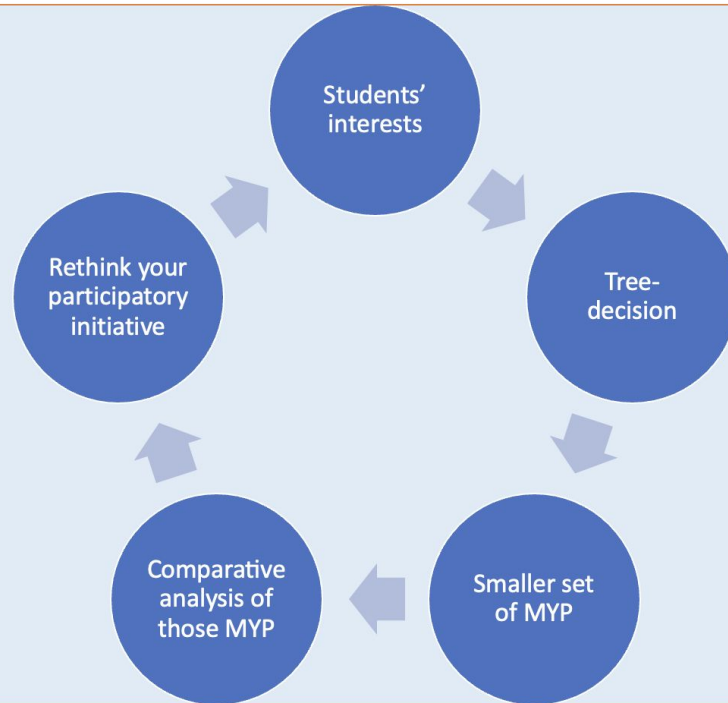 Students’
interests
Tree-
decision
Smaller set
of MYP
Comparative
analysis of
those MYP
Rethink your
participatory
initiative